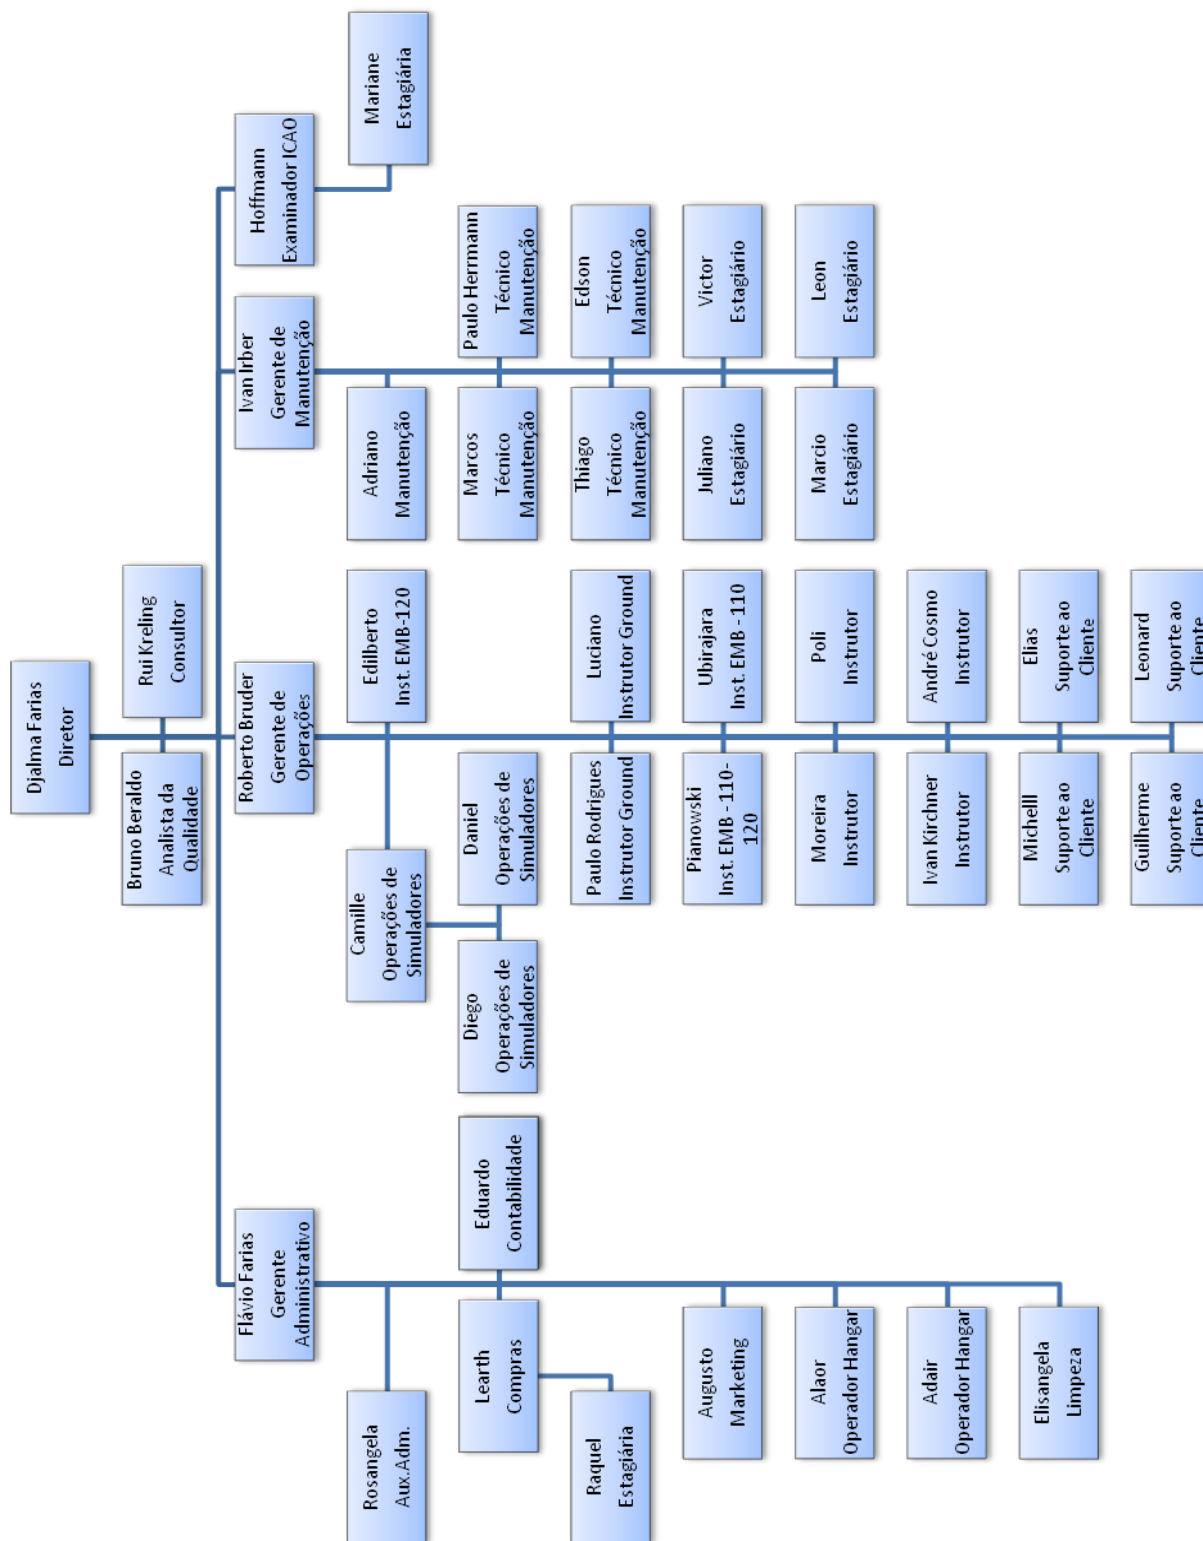 Djalma Farias
Diretor
Bruno Beraldo
Analista da
Qualidade
Rui Kreling
Consultor
Flávio Farias
Gerente
Administrativo
Roberto Bruder
Gerente de
Operações
Ivan Irber
Gerente de
Manutenção
Hoffmann
Examinador ICAO
Rosangela
Aux.Adm.
Learth
Compras
Eduardo
Contabilidade
Raquel
Estagiária
Augusto
Marketing
Alaor
Operador Hangar
Adair
Operador Hangar
Elisangela
Limpeza
Camille
Operações de
Simuladores
Edilberto
Inst. EMB-120
Diego
Operações de
Simuladores
Daniel
Operações de
Simuladores
Paulo Rodrigues
Instrutor Ground
Luciano
Instrutor Ground
Pianowski
Inst. EMB - 110-
120
Ubirajara
Inst. EMB - 110
Moreira
Instrutor
Poli
Instrutor
Ivan Kirchner
Instrutor
André Cosmo
Instrutor
Michelll
Suporte ao
Cliente
Elias
Suporte ao
Cliente
Guilherme
Suporte ao
Cliente
Leonard
Suporte ao
Cliente
Adriano
Manutenção
Marcos
Técnico
Manutenção
Paulo Herrmann
Técnico
Manutenção
Thiago
Técnico
Manutenção
Edson
Técnico
Manutenção
Juliano
Estagiário
Victor
Estagiário
Marcio
Estagiário
Leon
Estagiário
Mariane
Estagiária